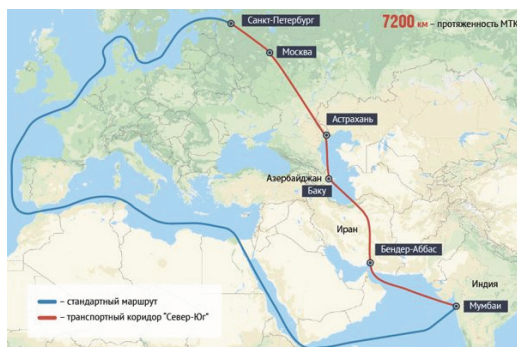 7200 км – протяженность МТК
Санкт-Петербург
Москва
Астрахань
Азербайджан
Баку
Иран
Бендер-Аббас
Индия
Мумбаи
– стандартный маршрут
– транспортный коридор "Север-Юг"